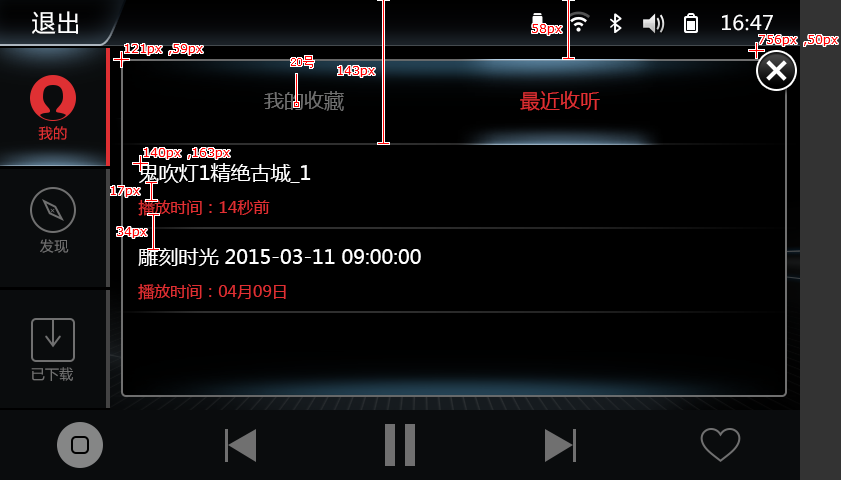 退出
58px
16:47
121px ,59px
756px ,50px
20号
143px
我的收藏
最近收听
我的
140px ,163px
鬼吹灯1精绝古城_1
17px
播放时间：14秒前
34px
发现
雕刻时光 2015-03-11 09:00:00
播放时间：04月09日
已下载